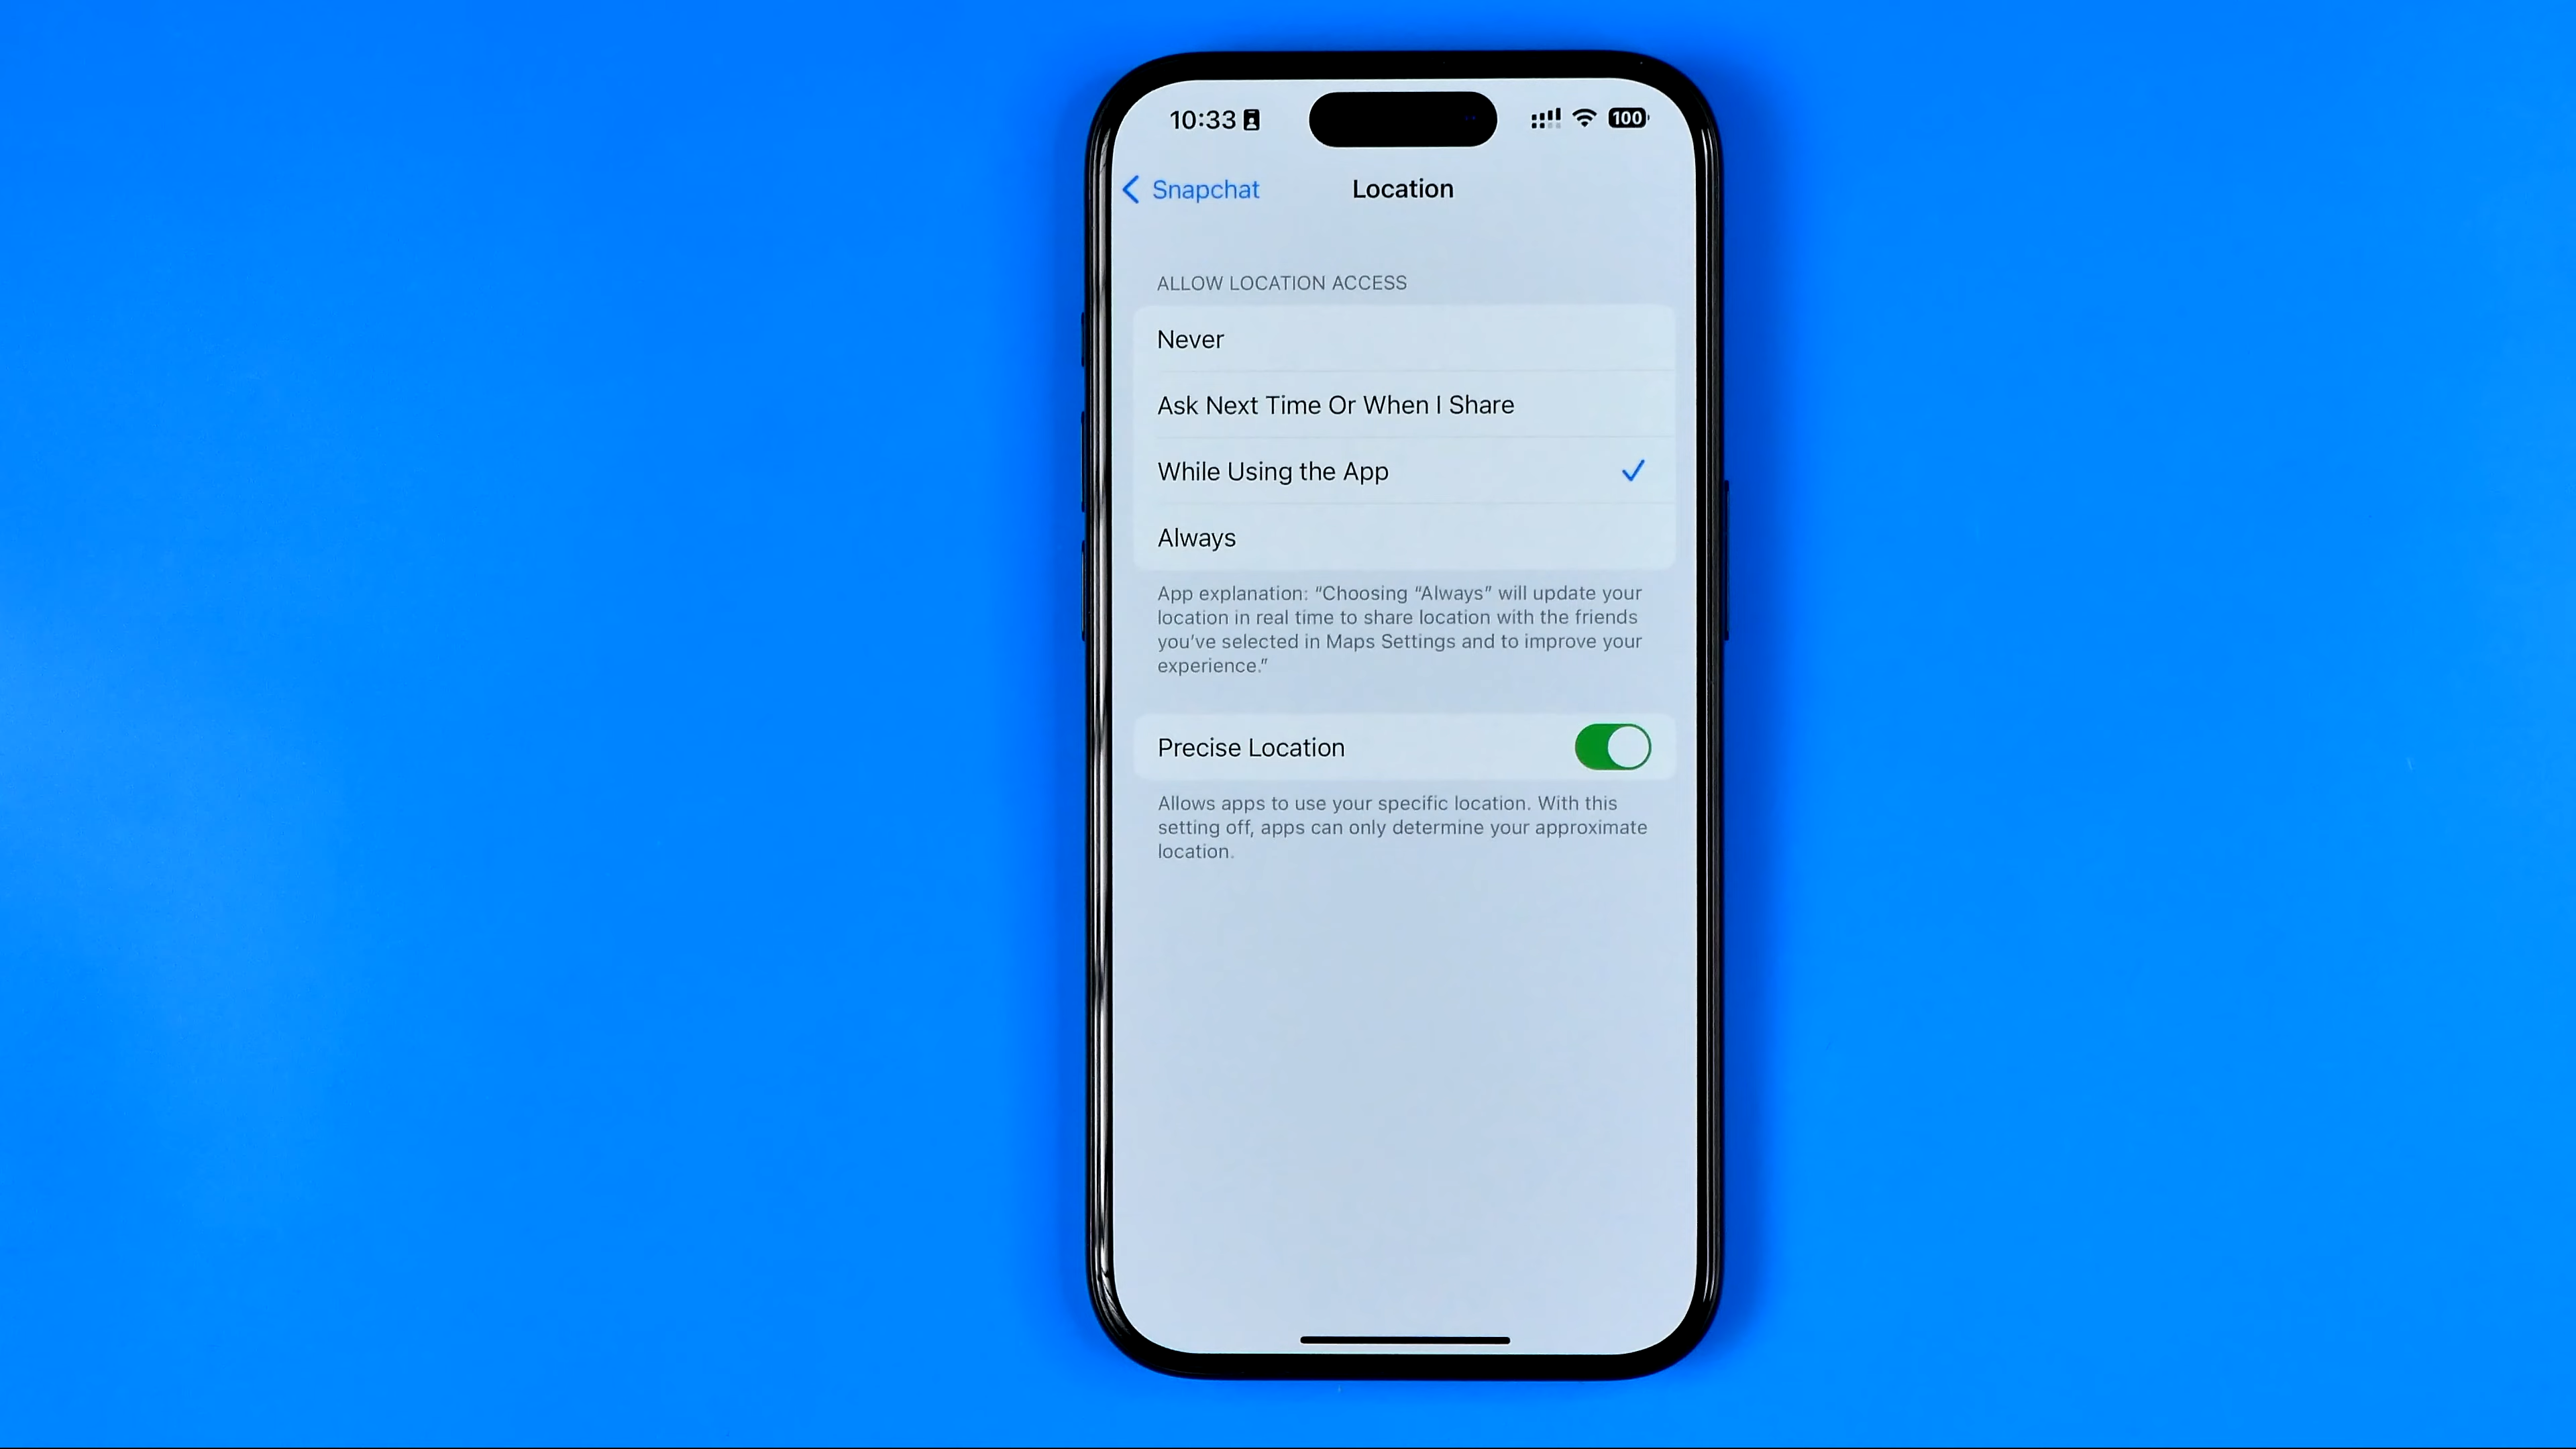 10:33
100
Snapchat
Location
ALLOW LOCATION ACCESS
Never
Ask Next Time Or When I Share
While Using the App
Always
App explanation: “Choosing “Always” will update your
location in real time to share location with the friends
you’ve selected in Maps Settings and to improve your
experience.”
Precise Location
Allows apps to use your specific location. With this
setting off, apps can only determine your approximate
location.